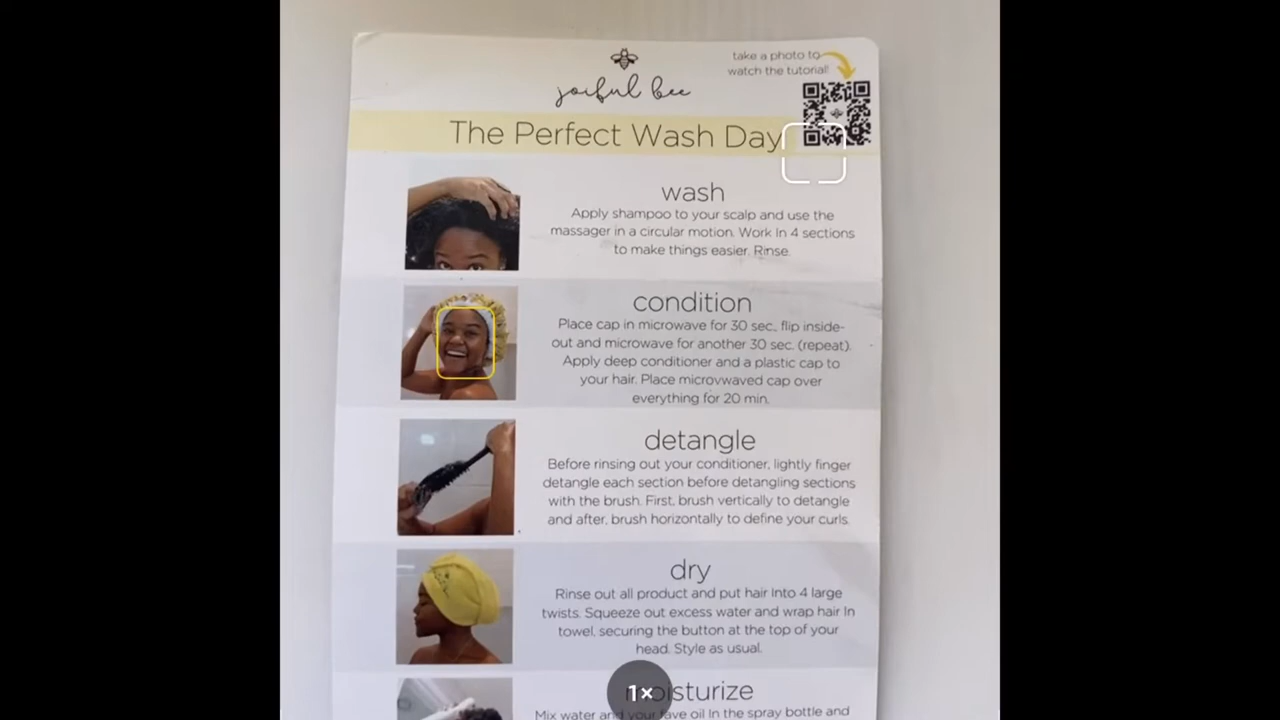 take a photo to
watch the tutorial!
joiful bee
The Perfect Wash Day
wash
Apply shampoo to your scalp and use the
massager in a circular motion. Work In 4 sections
to make things easier. Rinse.
condition
Place cap in microwave for 30 sec., flip inside-
out and microwave for another 30 sec. (repeat).
Apply deep conditioner and a plastic cap to
your hair. Place microvwaved cap over
everything for 20 min.
detangle
Before rinsing out your conditioner, lightly finger
detangle each section before detangling sections
with the brush. First, brush vertically to detangle
and after, brush horizontally to define your curls.
dry
Rinse out all product and put hair Into 4 large
twists. Squeeze out excess water and wrap hair In
towel, securing the button at the top of your
head. Style as usual.
moisturize
1×
Mix water and your fave oil In the spray bottle and